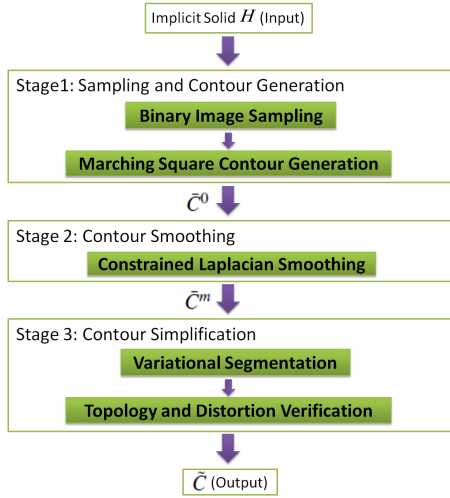 Implicit Solid H (Input)
Stage1: Sampling and Contour Generation
Binary Image Sampling
Marching Square Contour Generation
C̄⁰
Stage 2: Contour Smoothing
Constrained Laplacian Smoothing
C̄ᵐ
Stage 3: Contour Simplification
Variational Segmentation
Topology and Distortion Verification
C̃ (Output)